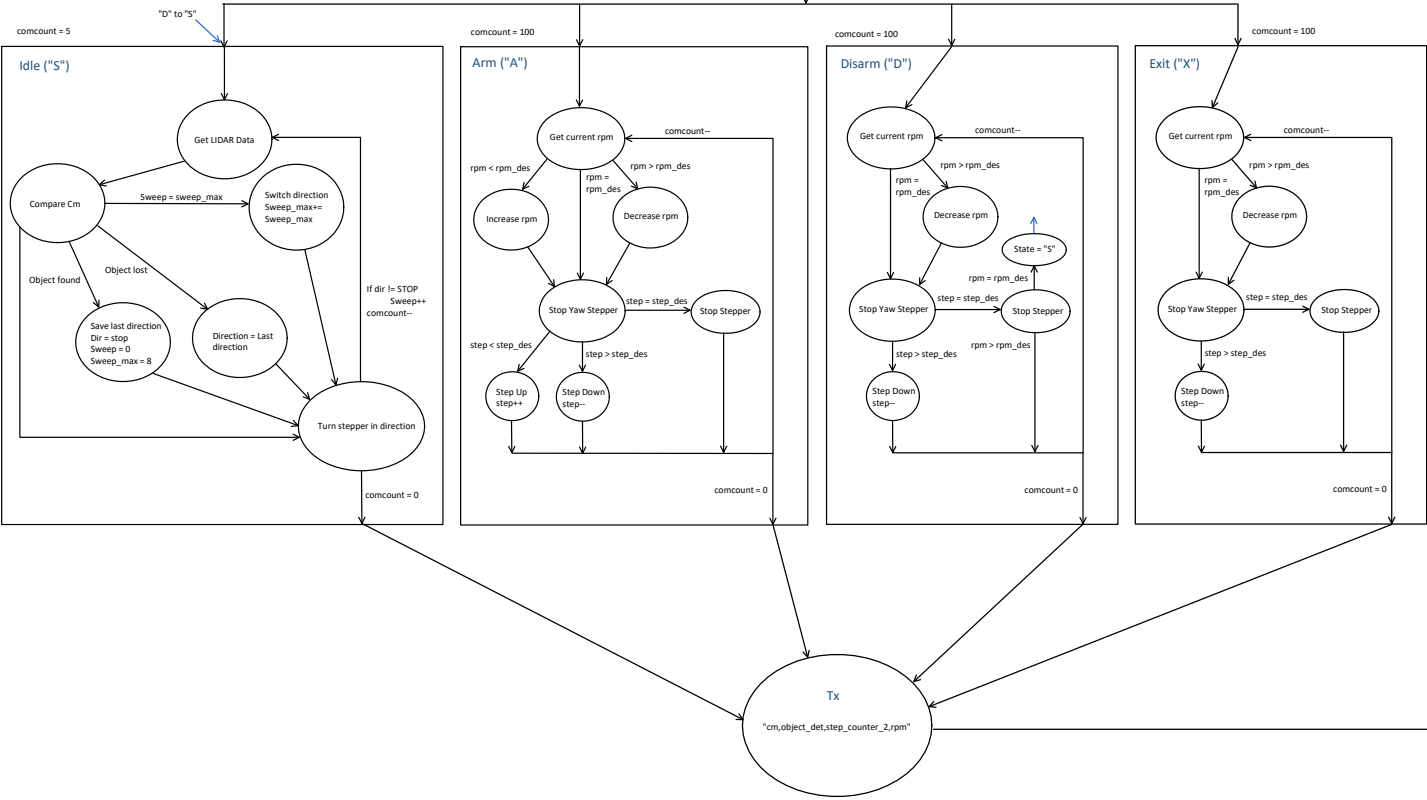 "D" to "S"
comcount = 5
comcount = 100
comcount = 100
comcount = 100
Idle ("S")
Get LIDAR Data
Compare Cm
Sweep = sweep_max
Switch direction
Sweep_max+=
Sweep_max
Object found
Object lost
If dir != STOP
Sweep++
comcount--
Save last direction
Dir = stop
Sweep = 0
Sweep_max = 8
Direction = Last
direction
Turn stepper in direction
comcount = 0
Arm ("A")
Get current rpm
comcount--
rpm < rpm_des
rpm =
rpm_des
rpm > rpm_des
Increase rpm
Decrease rpm
Stop Yaw Stepper
step = step_des
Stop Stepper
step < step_des
step > step_des
Step Up
step++
Step Down
step--
comcount = 0
Disarm ("D")
Get current rpm
comcount--
rpm > rpm_des
rpm =
rpm_des
Decrease rpm
State = "S"
rpm = rpm_des
Stop Yaw Stepper
step = step_des
Stop Stepper
rpm > rpm_des
step > step_des
Step Down
step--
comcount = 0
Exit ("X")
Get current rpm
comcount--
rpm > rpm_des
rpm =
rpm_des
Decrease rpm
Stop Yaw Stepper
step = step_des
Stop Stepper
step > step_des
Step Down
step--
comcount = 0
Tx
"cm,object_det,step_counter_2,rpm"